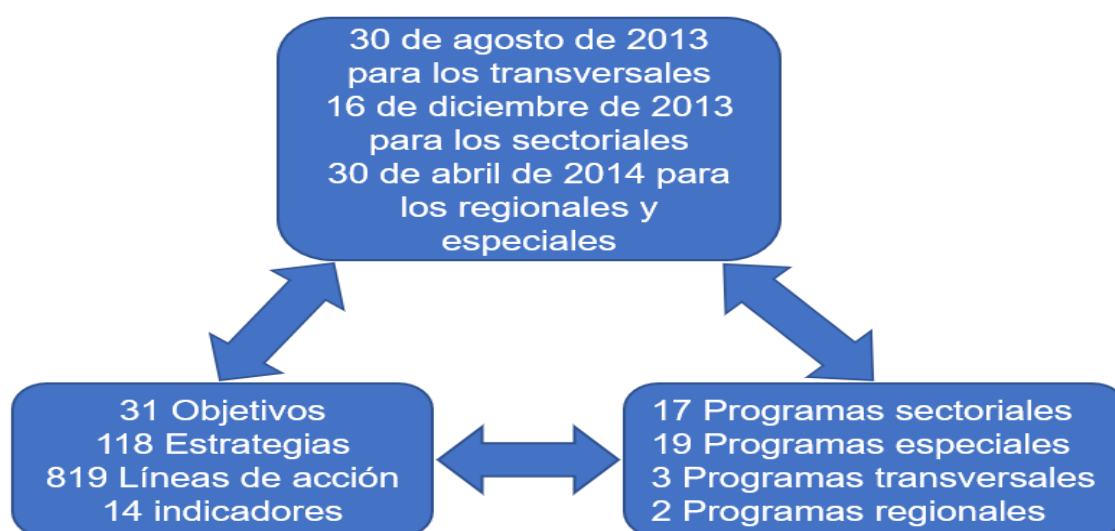 30 de agosto de 2013
para los transversales
16 de diciembre de 2013
para los sectoriales
30 de abril de 2014 para
los regionales y
especiales
31 Objetivos
118 Estrategias
819 Líneas de acción
14 indicadores
17 Programas sectoriales
19 Programas especiales
3 Programas transversales
2 Programas regionales